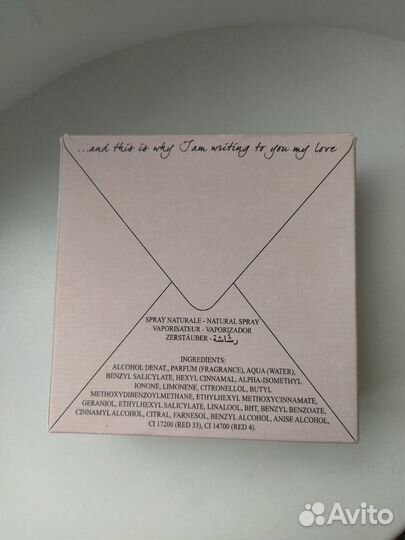 ...and this is why I am writing to you my love
SPRAY NATURALE - NATURAL SPRAY
VAPORISATEUR - VAPORIZADOR
ZERSTÄUBER - رشّاشة
INGREDIENTS:
ALCOHOL DENAT., PARFUM (FRAGRANCE), AQUA (WATER),
BENZYL SALICYLATE, HEXYL CINNAMAL, ALPHA-ISOMETHYL
IONONE, LIMONENE, CITRONELLOL, BUTYL
METHOXYDIBENZOYLMETHANE, ETHYLHEXYL METHOXYCINNAMATE,
GERANIOL, ETHYLHEXYL SALICYLATE, LINALOOL, BHT, BENZYL BENZOATE,
CINNAMYL ALCOHOL, CITRAL, FARNESOL, BENZYL ALCOHOL, ANISE ALCOHOL,
CI 17200 (RED 33), CI 14700 (RED 4).
Avito